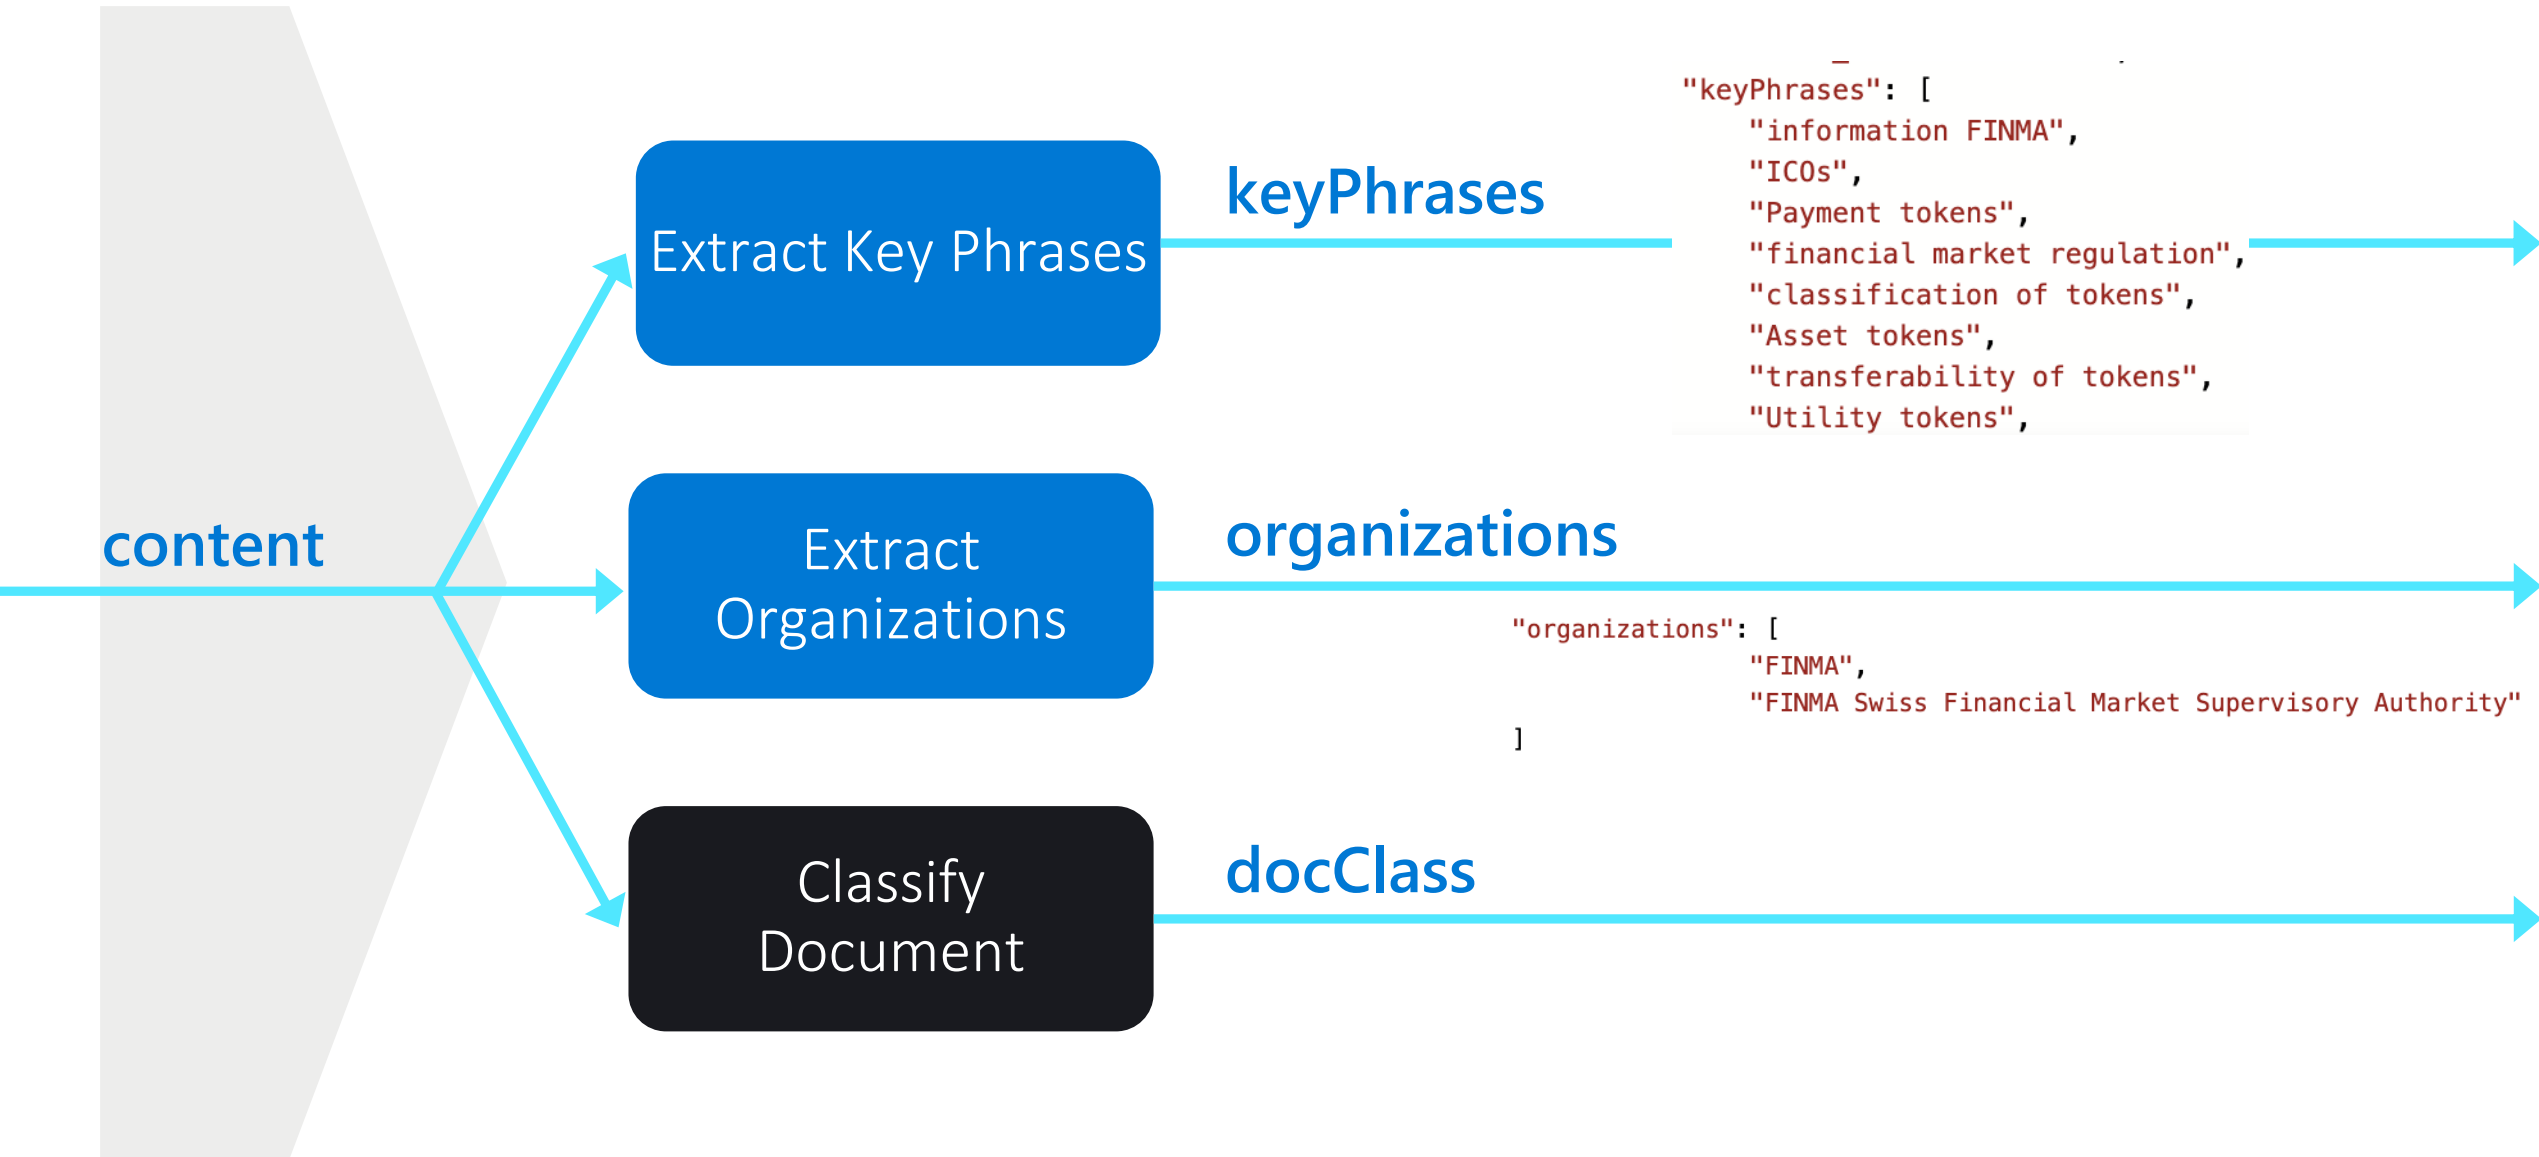 content
Extract Key Phrases
keyPhrases
"keyPhrases": [
"information FINMA",
"ICOs",
"Payment tokens",
"financial market regulation",
"classification of tokens",
"Asset tokens",
"transferability of tokens",
"Utility tokens",
Extract
Organizations
organizations
"organizations": [
"FINMA",
"FINMA Swiss Financial Market Supervisory Authority"
]
Classify
Document
docClass